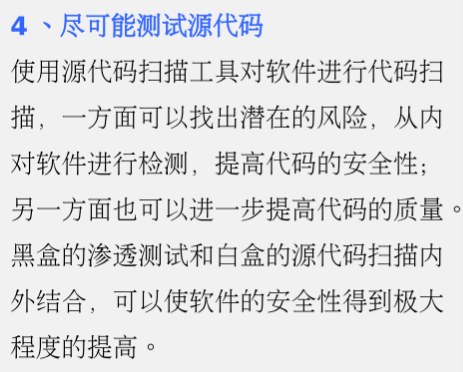 4、尽可能测试源代码
使用源代码扫描工具对软件进行代码扫
描，一方面可以找出潜在的风险，从内
对软件进行检测，提高代码的安全性；
另一方面也可以进一步提高代码的质量。
黑盒的渗透测试和白盒的源代码扫描内
外结合，可以使软件的安全性得到极大
程度的提高。